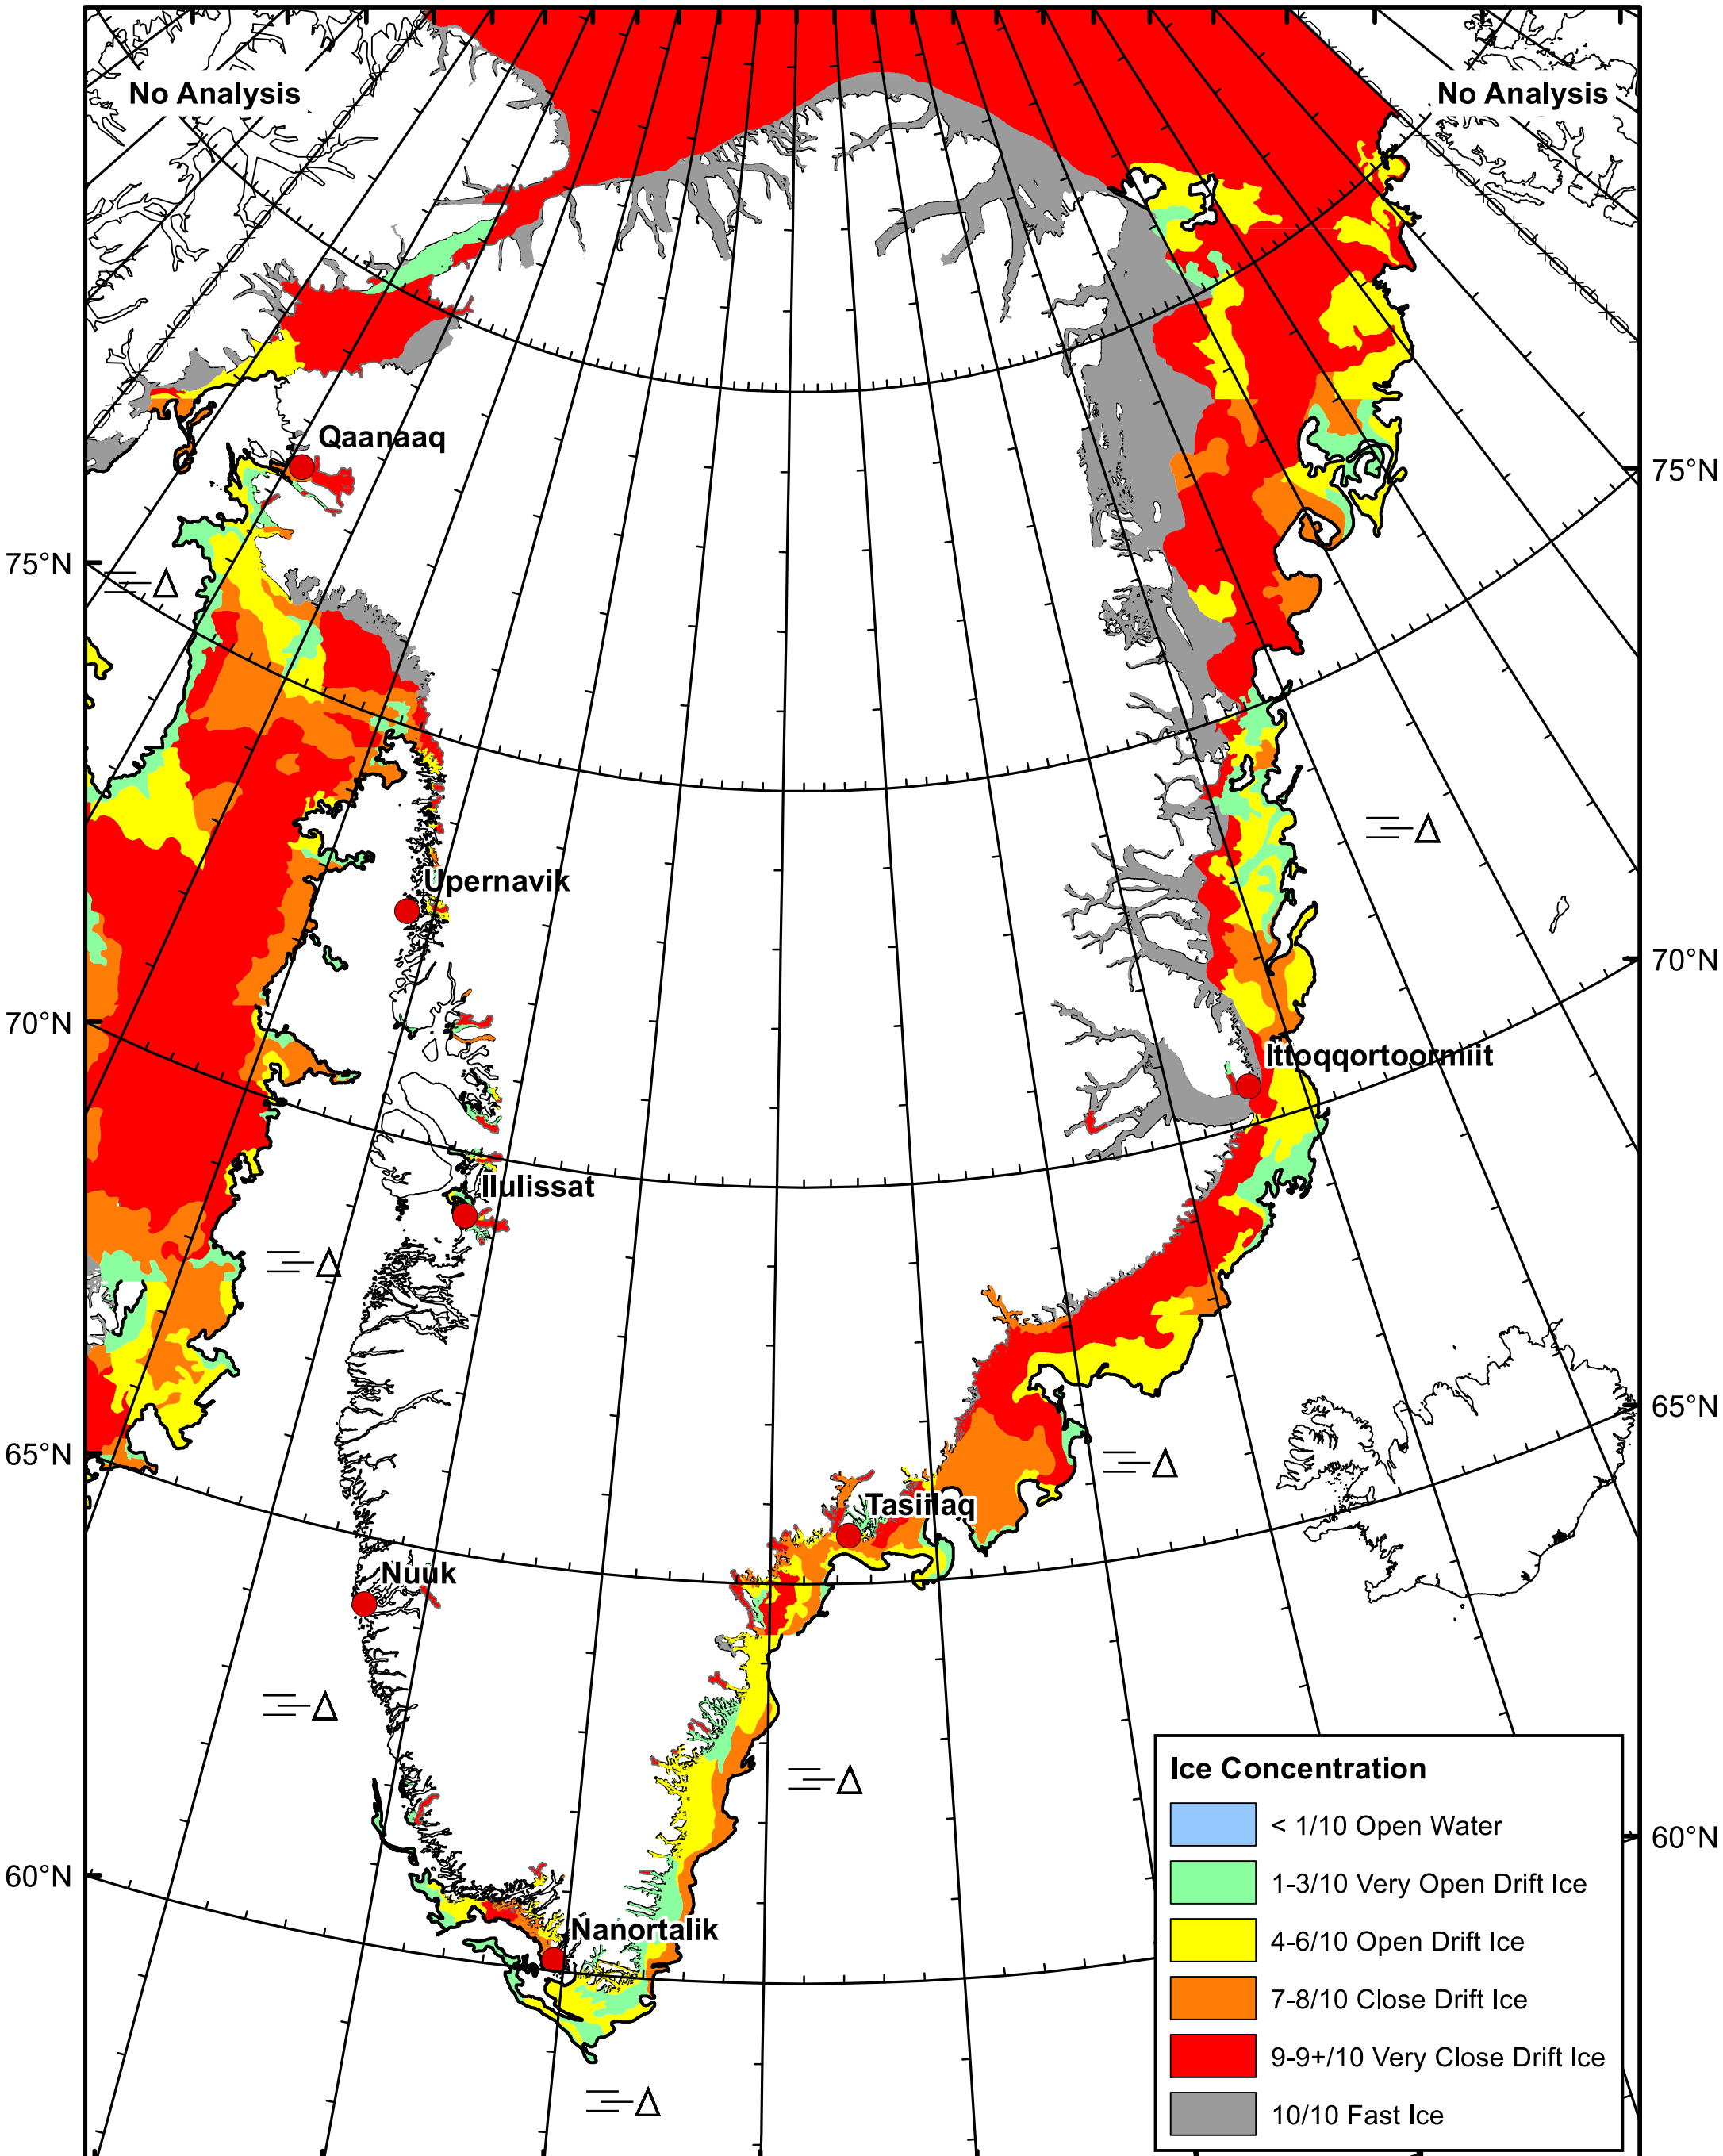 No Analysis
No Analysis
Qaanaaq
75°N
75°N
Upernavik
70°N
70°N
Ittoqqortoormiit
Ilulissat
65°N
65°N
Tasiilaq
Nuuk
60°N
60°N
Nanortalik
Ice Concentration
< 1/10 Open Water
1-3/10 Very Open Drift Ice
4-6/10 Open Drift Ice
7-8/10 Close Drift Ice
9-9+/10 Very Close Drift Ice
10/10 Fast Ice